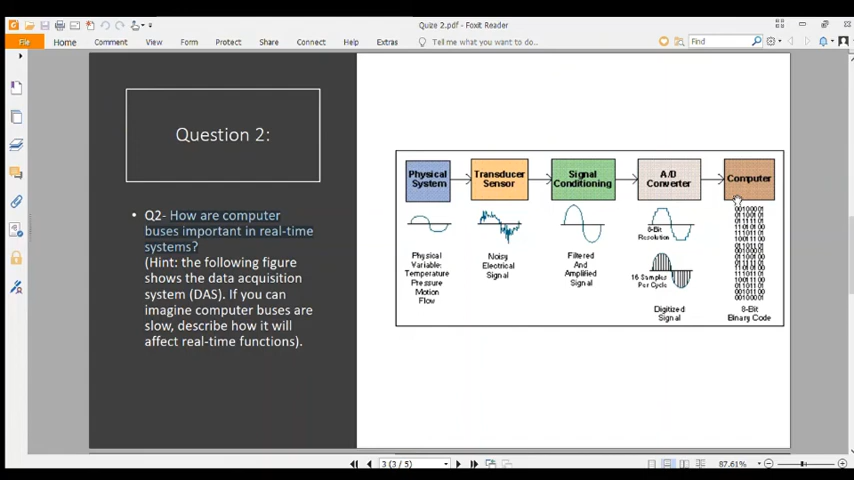 Quize 2.pdf - Foxit Reader
File Home Comment View Form Protect Share Connect Help Extras Tell me what you want to do.. Find
Question 2:
• Q2- How are computer
buses important in real-time
systems?
(Hint: the following figure
shows the data acquisition
system (DAS). If you can
imagine computer buses are
slow, describe how it will
affect real-time functions).
Physical
System
Transducer
Sensor
Signal
Conditioning
A/D
Converter
Computer
Physical
Variable:
Temperature
Pressure
Motion
Flow
Noisy
Electrical
Signal
Filtered
And
Amplified
Signal
8-Bit
Resolution
16 Samples
Per Cycle
Digitized
Signal
8-Bit
Binary Code
3 (3 / 5)
87.61%